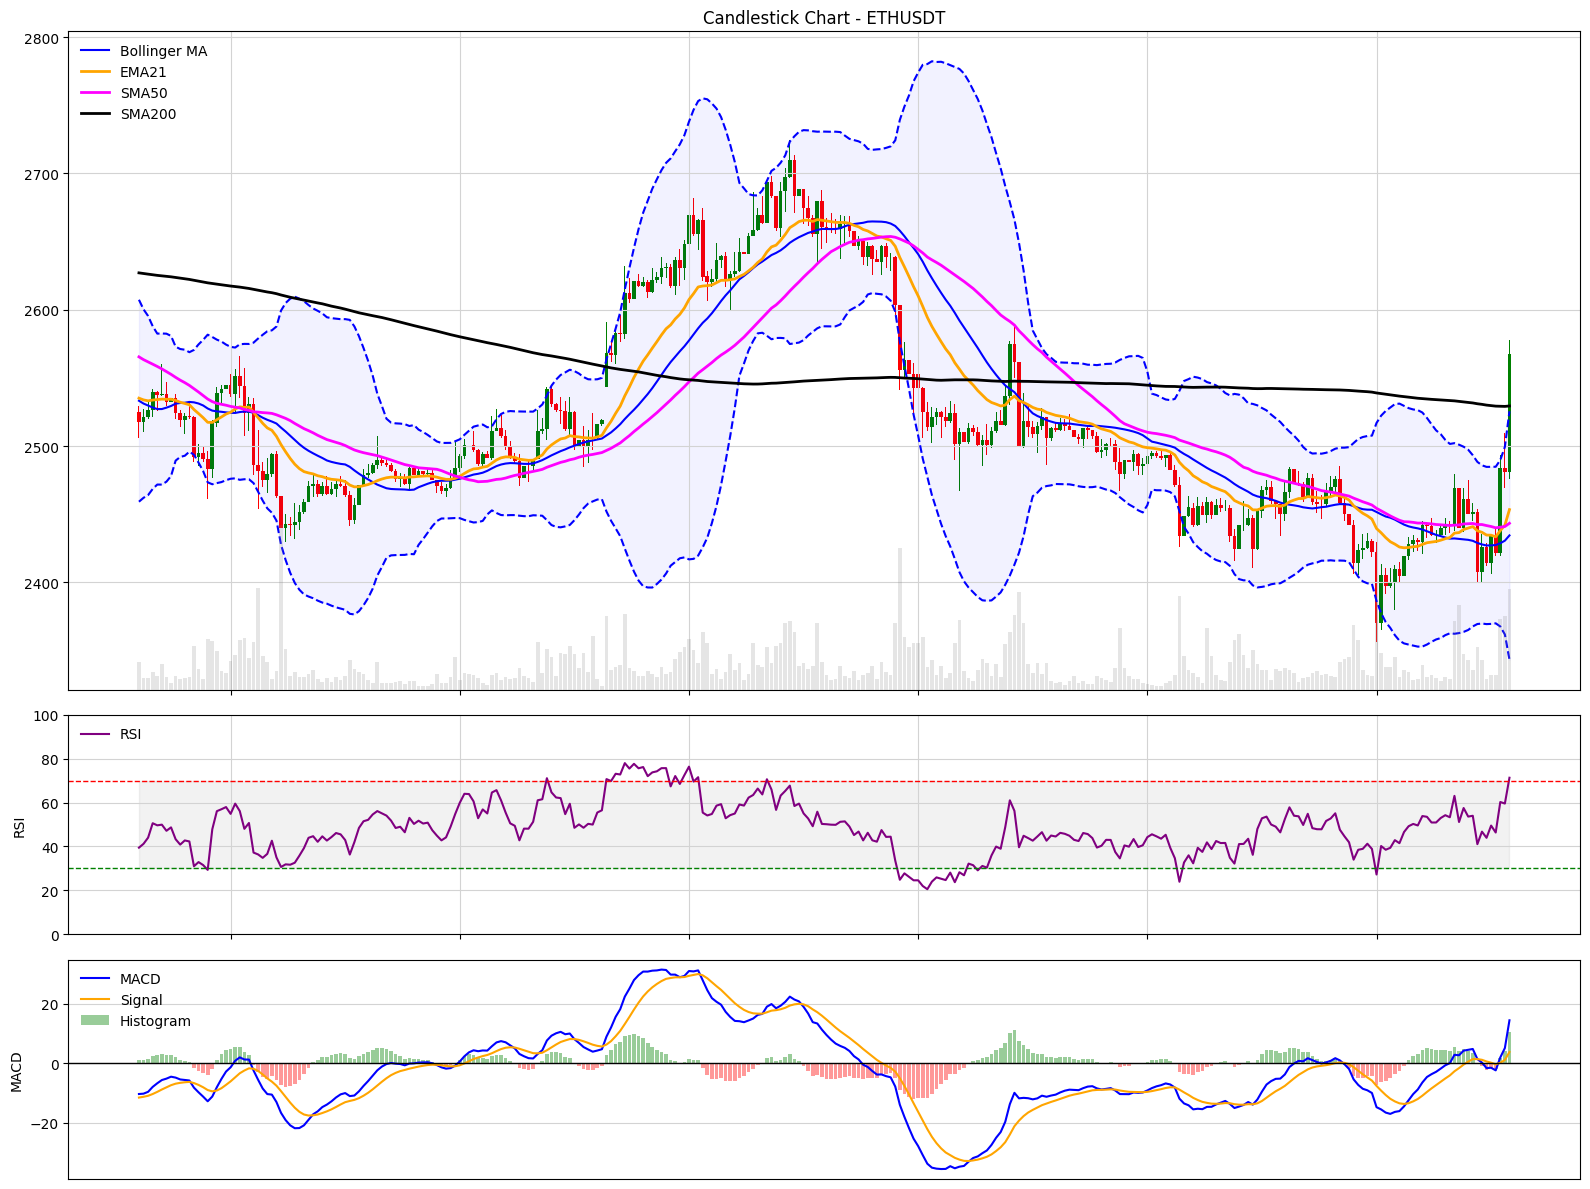 Candlestick Chart - ETHUSDT
2800
2700
2600
2500
2400
Bollinger MA
EMA21
SMA50
SMA200
100
80
60
40
20
0
RSI
RSI
20
0
−20
MACD
MACD
Signal
Histogram